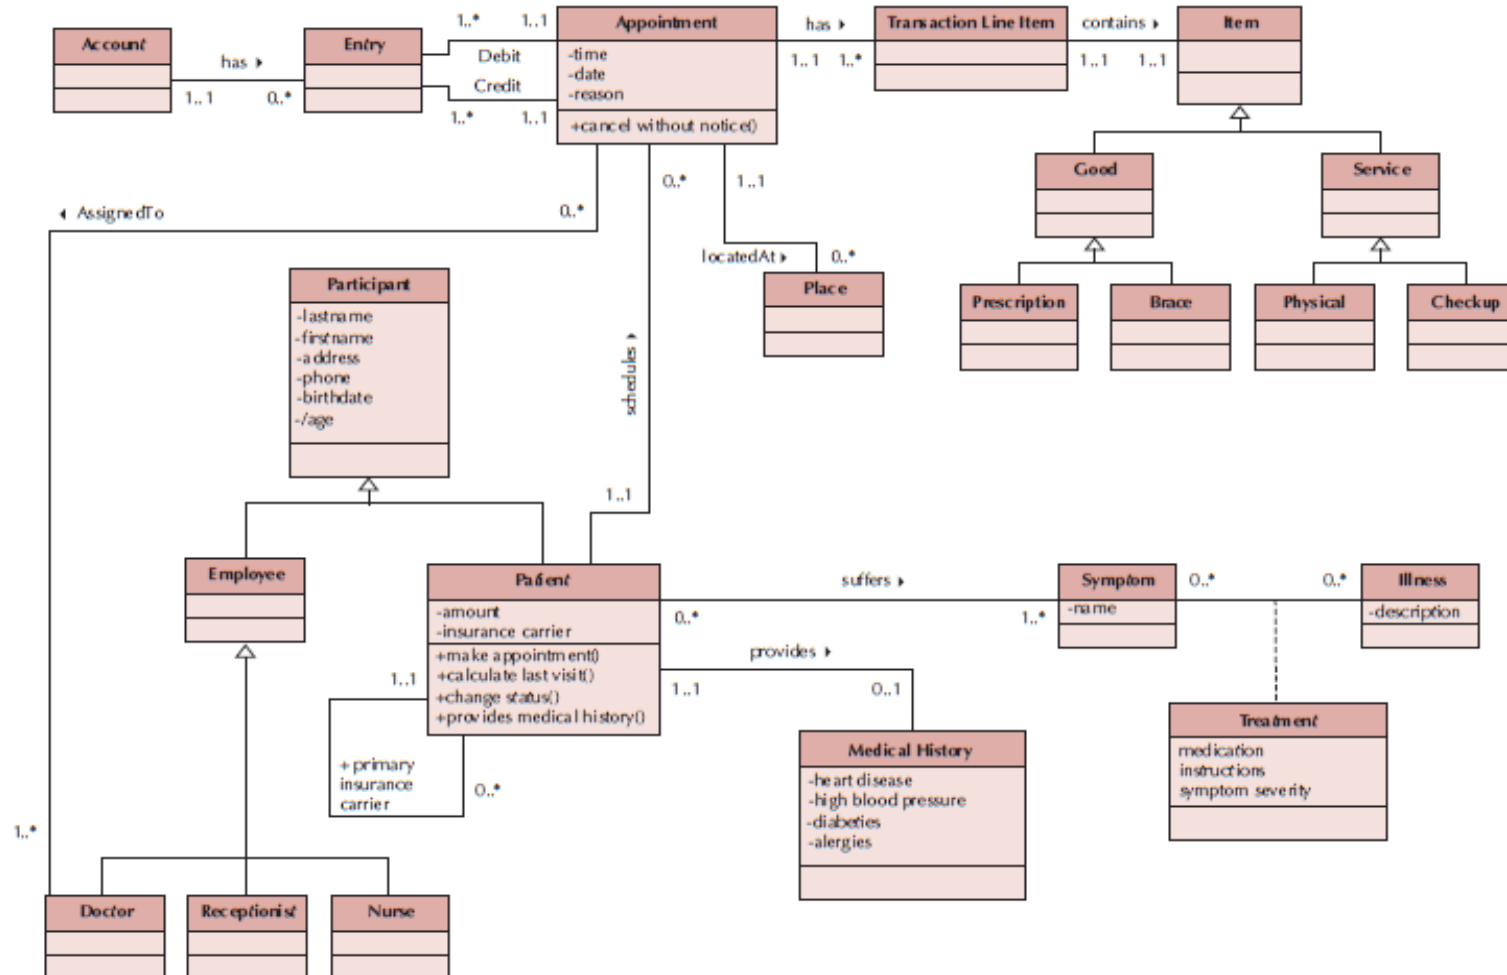 Account
has
1..1
0..*
Entry
1..*
1..1
Debit
Credit
1..*
1..1
Appointment
-time
-date
-reason
+cancel without notice()
has
1..1
1..*
Transaction Line Item
contains
1..1
1..1
Item
Good
Service
Prescription
Brace
Physical
Checkup
AssignedTo
0..*
0..*
1..1
locatedAt
0..*
Place
schedules
1..1
Participant
-lastname
-firstname
-address
-phone
-birthdate
-/age
Employee
Patient
-amount
-insurance carrier
+make appointment()
+calculate last visit()
+change status()
+provides medical history()
1..1
+ primary
insurance
carrier
0..*
suffers
0..*
1..*
Symptom
-name
0..*
0..*
Illness
-description
provides
1..1
0..1
Medical History
-heart disease
-high blood pressure
-diabeties
-alergies
Treatment
medication
instructions
symptom severity
1..*
Doctor
Receptionist
Nurse